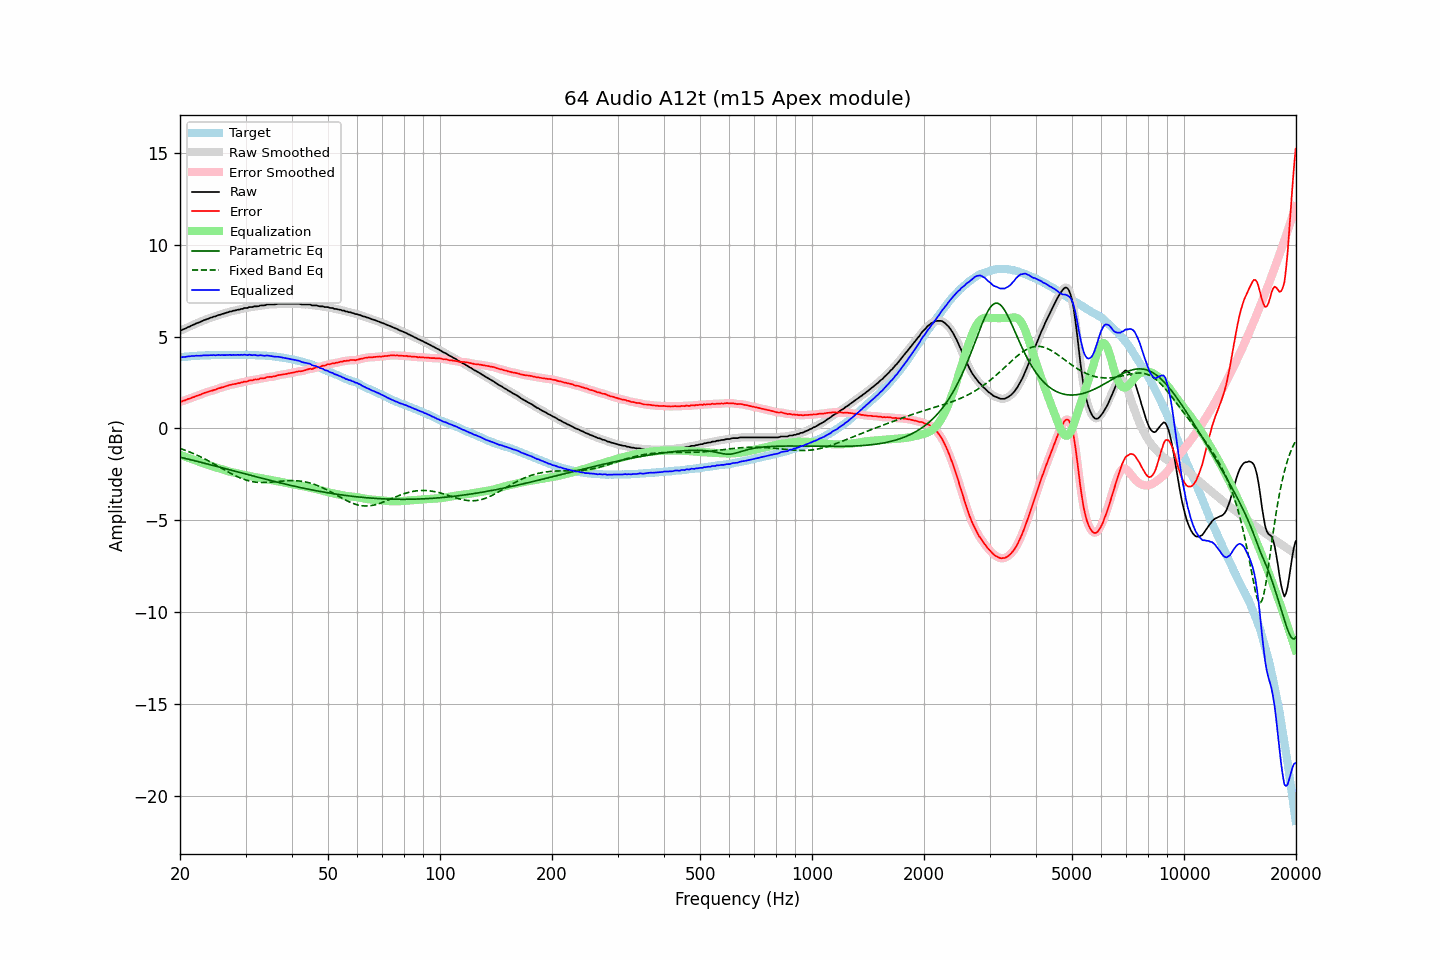 64 Audio A12t (m15 Apex module)
Target
Raw Smoothed
Error Smoothed
Raw
Error
Equalization
Parametric Eq
Fixed Band Eq
Equalized
15
10
5
0
−5
−10
−15
−20
Amplitude (dBr)
20 50 100 200 500 1000 2000 5000 10000 20000
Frequency (Hz)